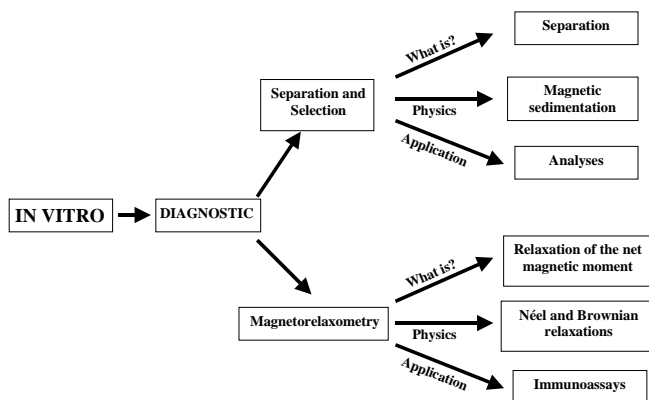 Separation
What is?
Separation and
Selection
Magnetic
sedimentation
Physics
Application
Analyses
IN VITRO
DIAGNOSTIC
Relaxation of the net
magnetic moment
What is?
Magnetorelaxometry
Néel and Brownian
relaxations
Physics
Application
Immunoassays